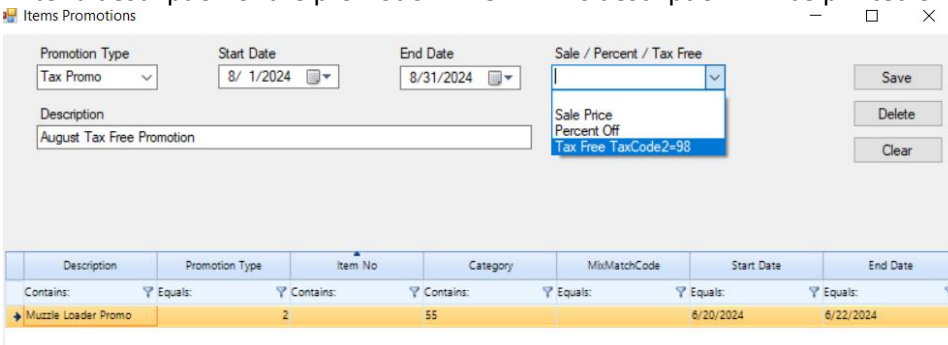 Items Promotions
Promotion Type Start Date End Date Sale / Percent / Tax Free
Tax Promo 8/ 1/2024 8/31/2024 Save
Description Sale Price Delete
Percent Off
August Tax Free Promotion Tax Free TaxCode2=98 Clear
Description Promotion Type Item No Category MixMatchCode Start Date End Date
Contains: Equals: Contains: Contains: Equals: Equals: Equals:
Muzzle Loader Promo 2 55 6/20/2024 6/22/2024